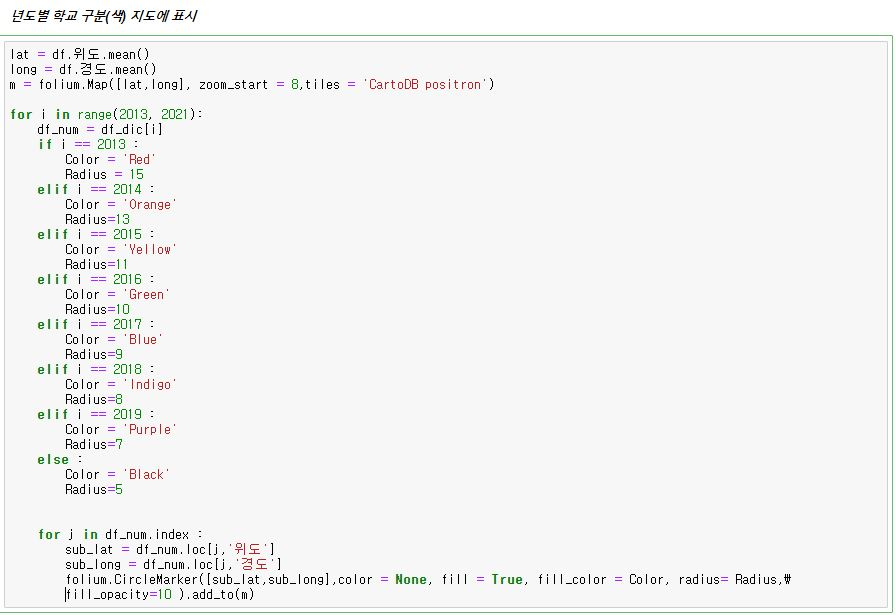 년도별 학교 구분(색) 지도에 표시
lat = df.위도.mean()
long = df.경도.mean()
m = folium.Map([lat,long], zoom_start = 8,tiles = 'CartoDB positron')
for i in range(2013, 2021):
    df_num = df_dic[i]
    if i == 2013 :
        Color = 'Red'
        Radius = 15
    elif i == 2014 :
        Color = 'Orange'
        Radius=13
    elif i == 2015 :
        Color = 'Yellow'
        Radius=11
    elif i == 2016 :
        Color = 'Green'
        Radius=10
    elif i == 2017 :
        Color = 'Blue'
        Radius=9
    elif i == 2018 :
        Color = 'Indigo'
        Radius=8
    elif i == 2019 :
        Color = 'Purple'
        Radius=7
    else :
        Color = 'Black'
        Radius=5
    for j in df_num.index :
        sub_lat = df_num.loc[j,'위도']
        sub_long = df_num.loc[j,'경도']
        folium.CircleMarker([sub_lat,sub_long],color = None, fill = True, fill_color = Color, radius= Radius,₩
        fill_opacity=10 ).add_to(m)